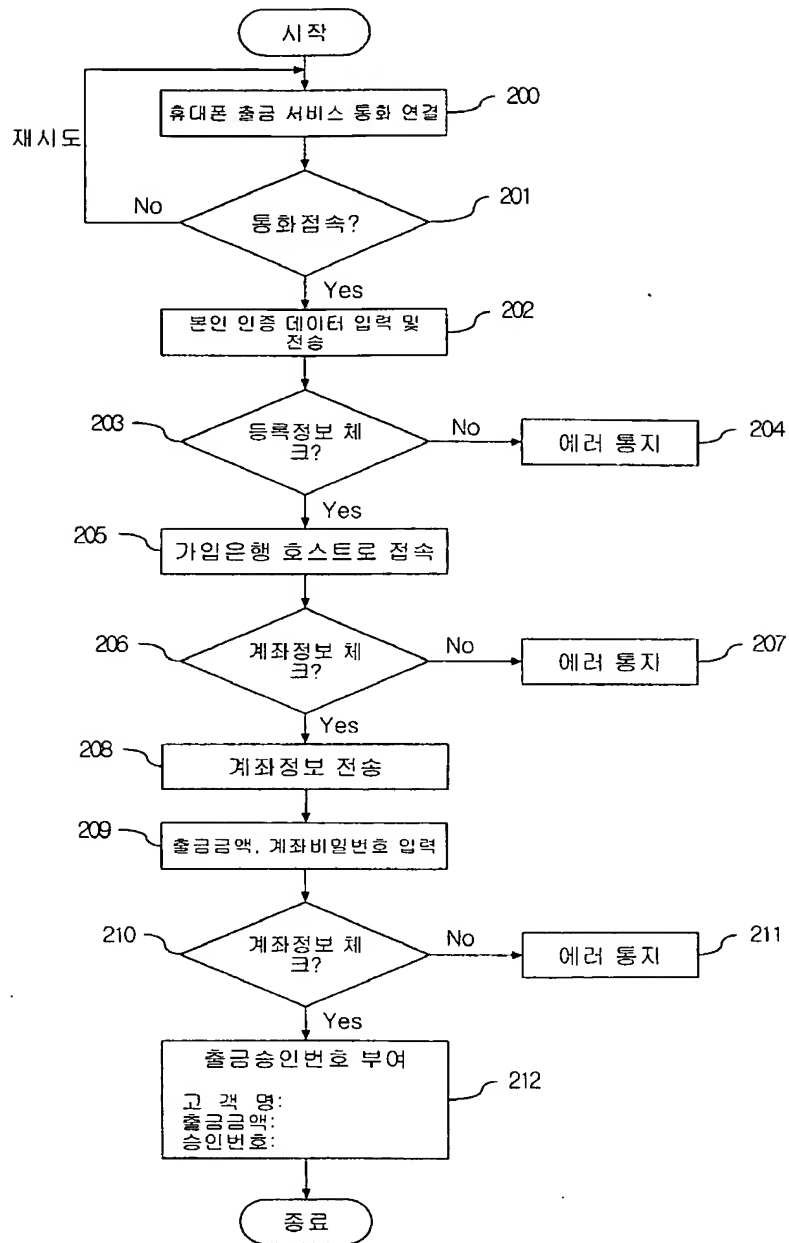 시작
휴대폰 출금 서비스 통화 연결
200
재시도
No
통화접속?
201
Yes
본인 인증 데이터 입력 및
전송
202
203
등록정보 체
크?
No
에러 통지
204
Yes
205
가입은행 호스트로 접속
206
계좌정보 체
크?
No
에러 통지
207
Yes
208
계좌정보 전송
209
출금금액, 계좌비밀번호 입력
210
계좌정보 체
크?
No
에러 통지
211
Yes
출금승인번호 부여
고 객 명:
출금금액:
승인번호:
212
종료